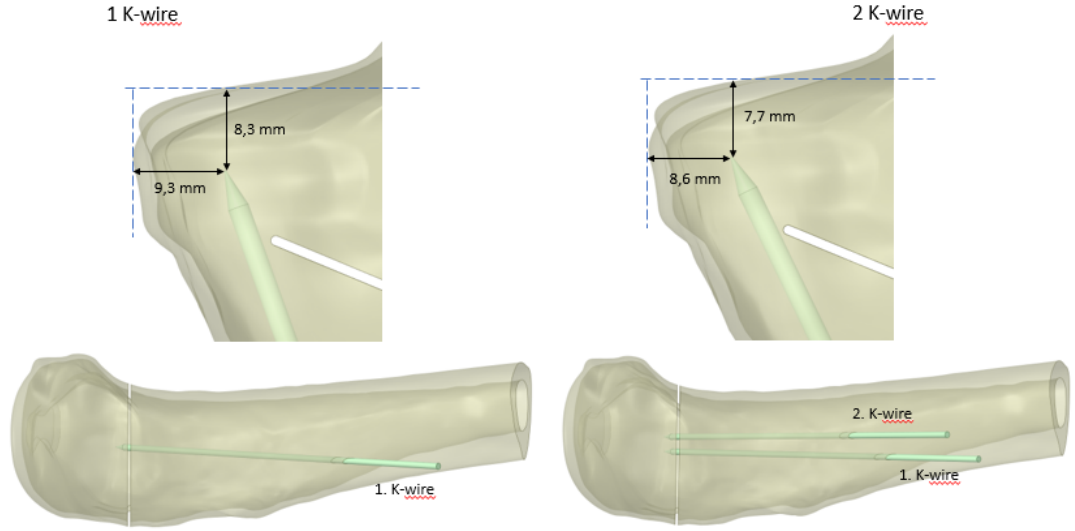 1 K-wire
2 K-wire
8,3 mm
9,3 mm
7,7 mm
8,6 mm
1. K-wire
2. K-wire
1. K-wire